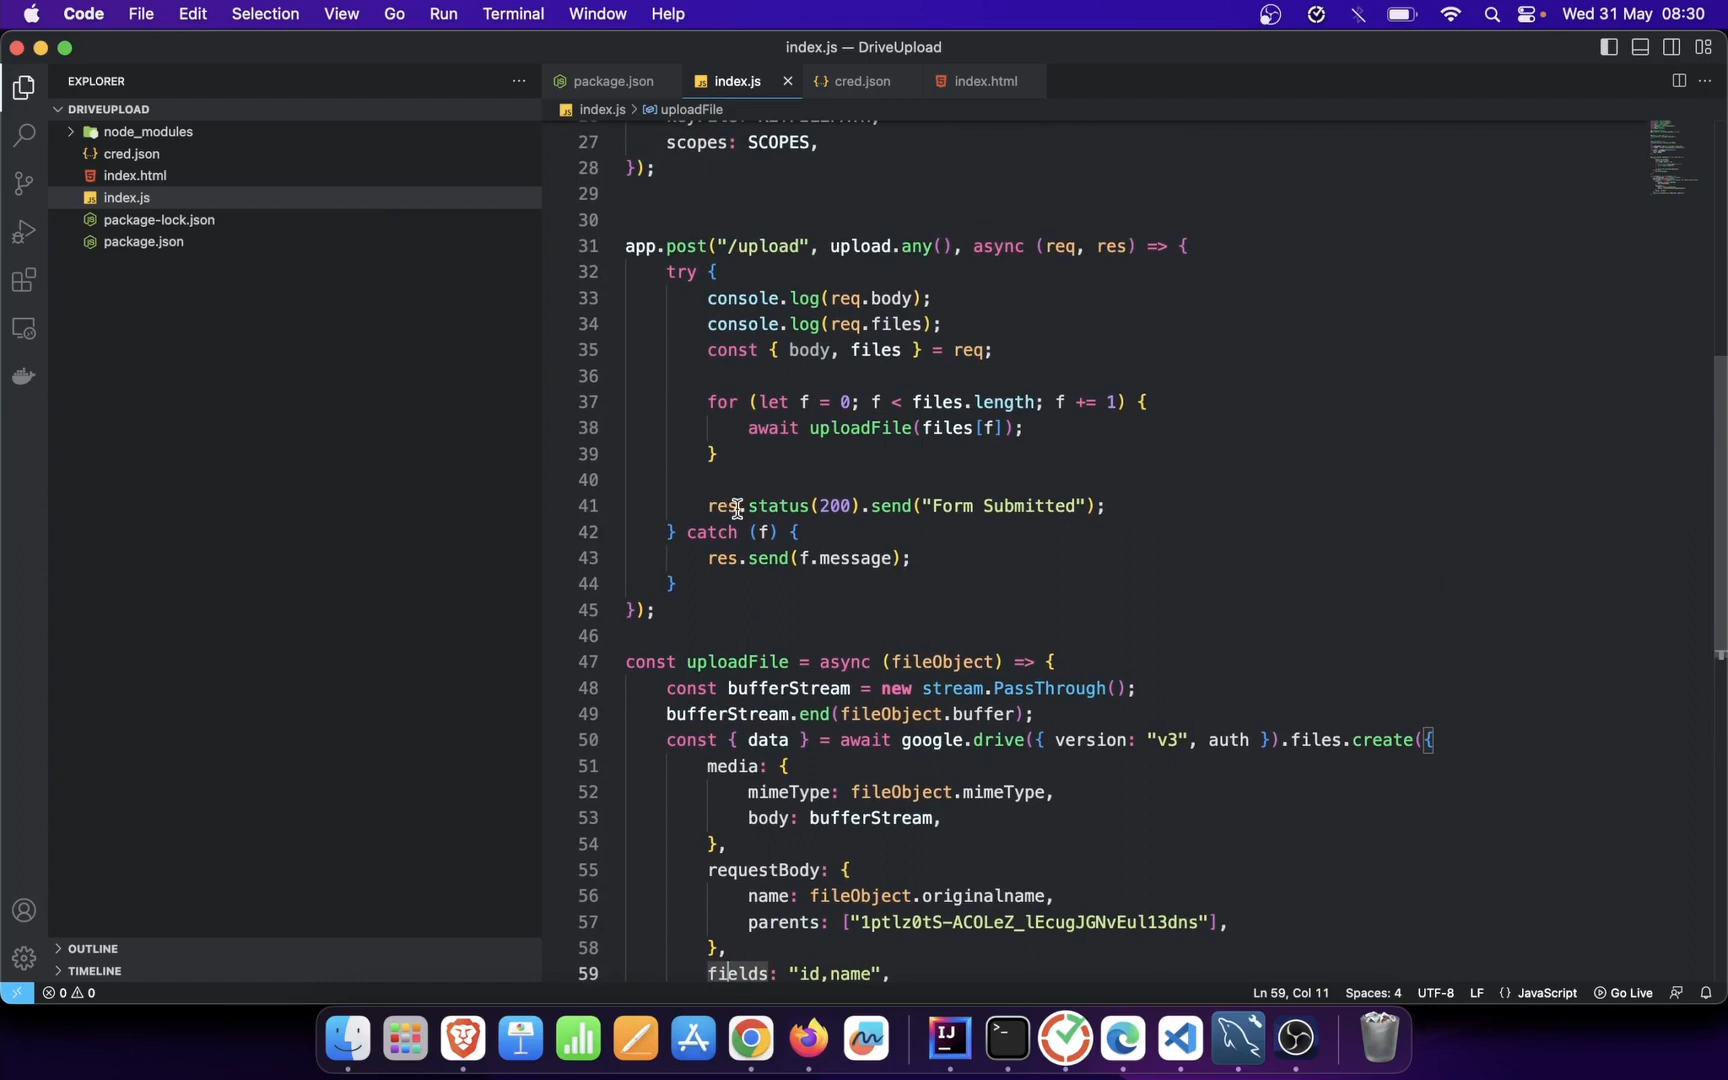 Code File Edit Selection View Go Run Terminal Window Help Wed 31 May 08:30
index.js — DriveUpload
EXPLORER
package.json index.js cred.json index.html
DRIVEUPLOAD
index.js > uploadFile
node_modules
cred.json
index.html
index.js
package-lock.json
package.json
27 scopes: SCOPES,
28 });
29
30
31 app.post("/upload", upload.any(), async (req, res) => {
32 try {
33 console.log(req.body);
34 console.log(req.files);
35 const { body, files } = req;
36
37 for (let f = 0; f < files.length; f += 1) {
38 await uploadFile(files[f]);
39 }
40
41 res.status(200).send("Form Submitted");
42 } catch (f) {
43 res.send(f.message);
44 }
45 });
46
47 const uploadFile = async (fileObject) => {
48 const bufferStream = new stream.PassThrough();
49 bufferStream.end(fileObject.buffer);
50 const { data } = await google.drive({ version: "v3", auth }).files.create({
51 media: {
52 mimeType: fileObject.mimeType,
53 body: bufferStream,
54 },
55 requestBody: {
56 name: fileObject.originalname,
57 parents: ["1ptlz0tS-ACOLeZ_lEcugJGNvEul13dns"],
58 },
59 fields: "id,name",
OUTLINE
TIMELINE
0 0 Ln 59, Col 11 Spaces: 4 UTF-8 LF {} JavaScript Go Live
IJ